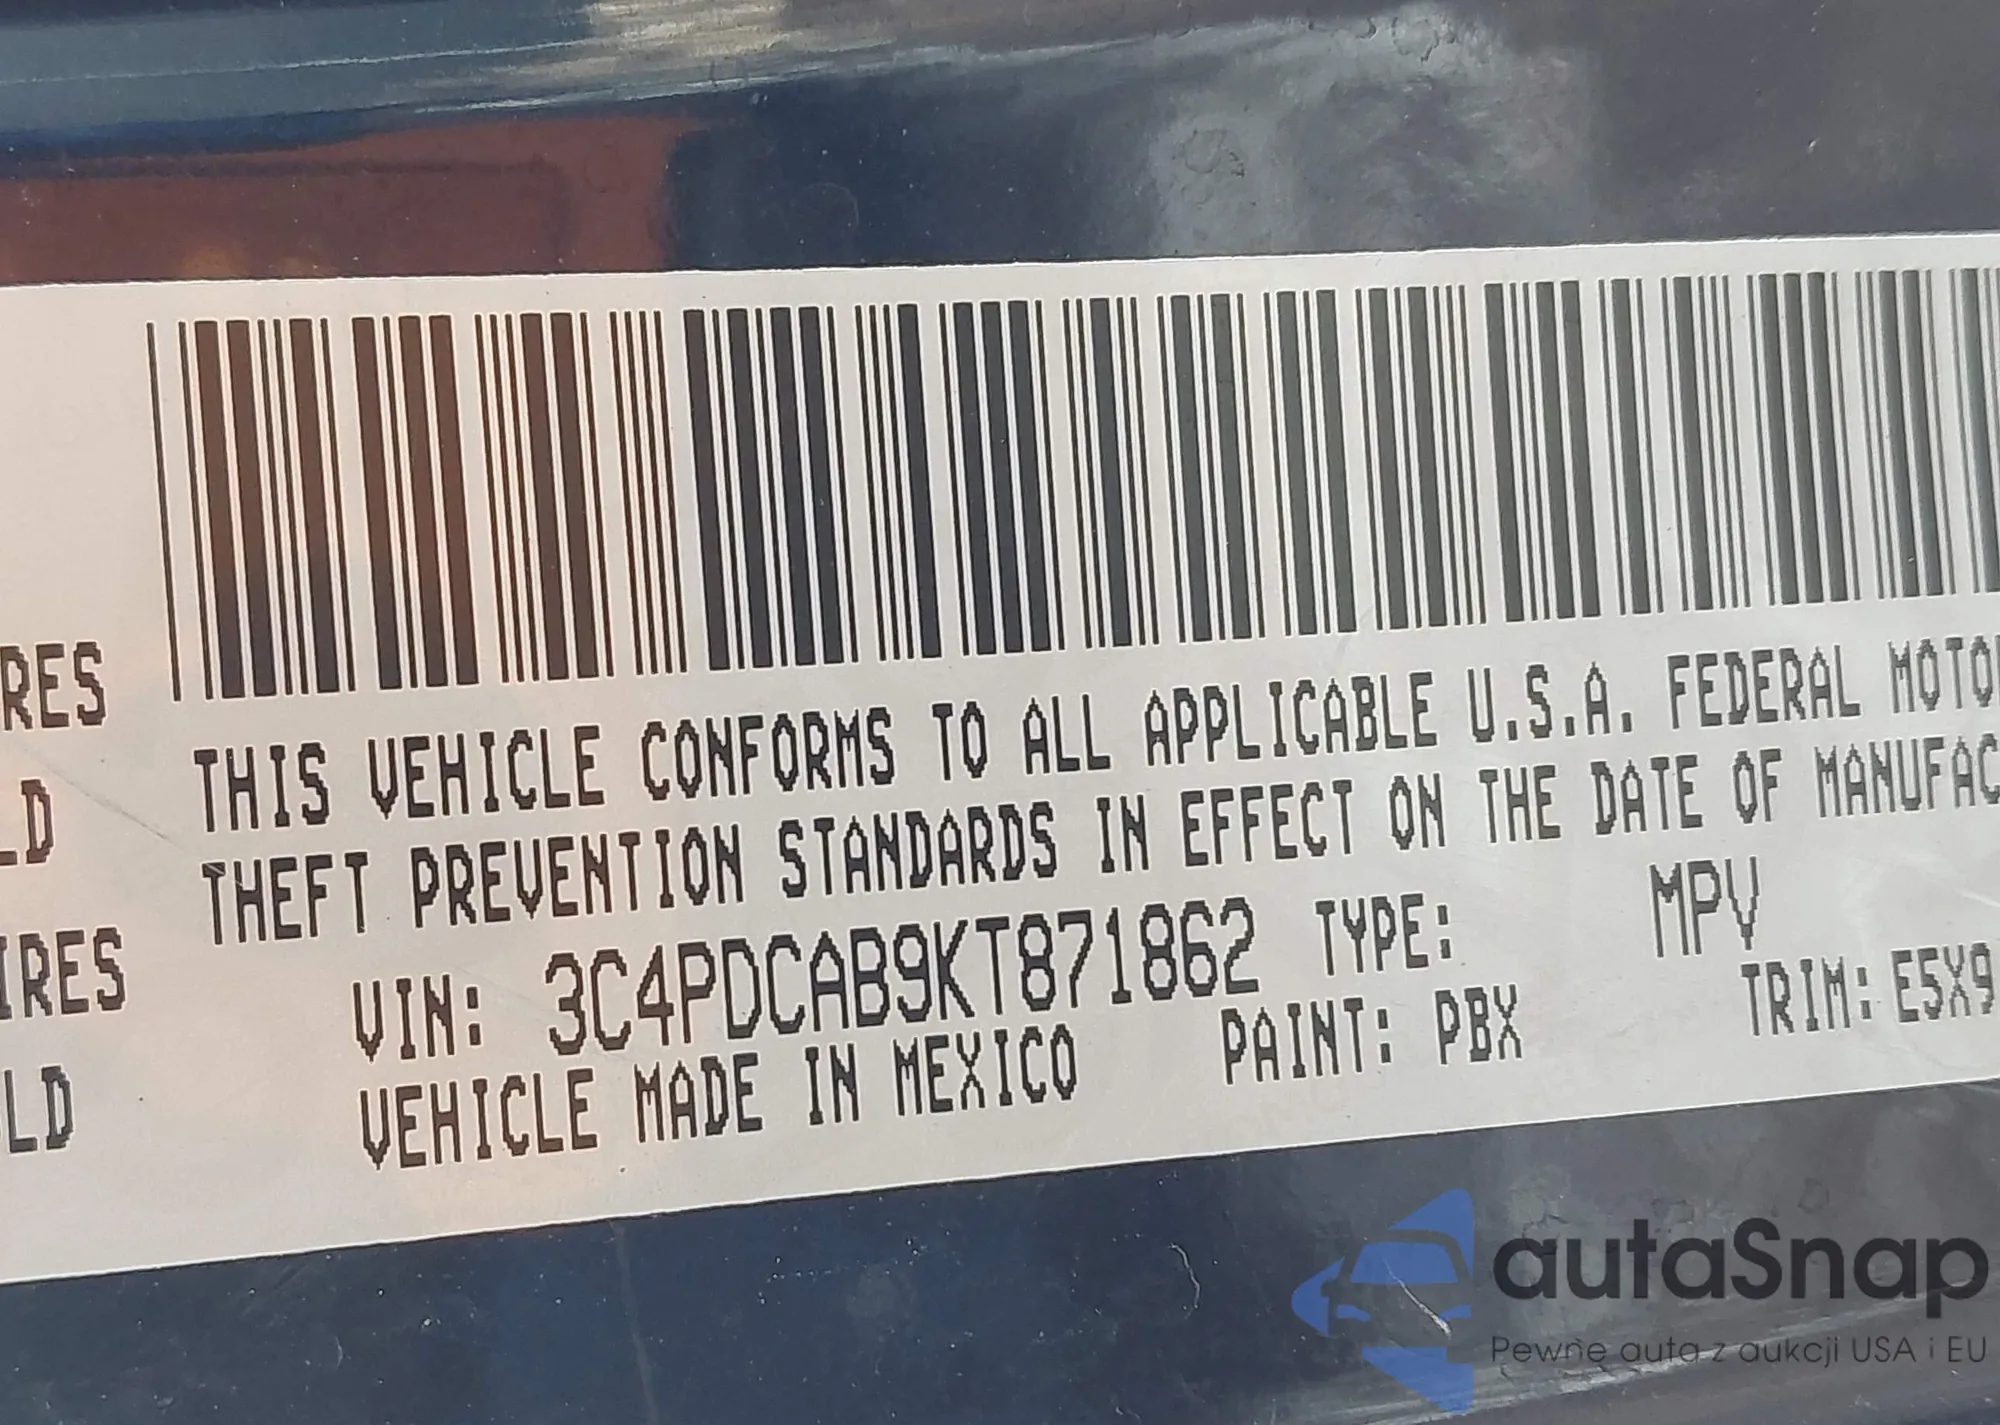 RES
LD
IRES
LD
THIS VEHICLE CONFORMS TO ALL APPLICABLE U.S.A. FEDERAL MOTO
THEFT PREVENTION STANDARDS IN EFFECT ON THE DATE OF MANUFAC
VIN: 3C4PDCAB9KT871862 TYPE: MPV
VEHICLE MADE IN MEXICO PAINT: PBX TRIM: E5X9
autaSnap
Pewne auta z aukcji USA i EU